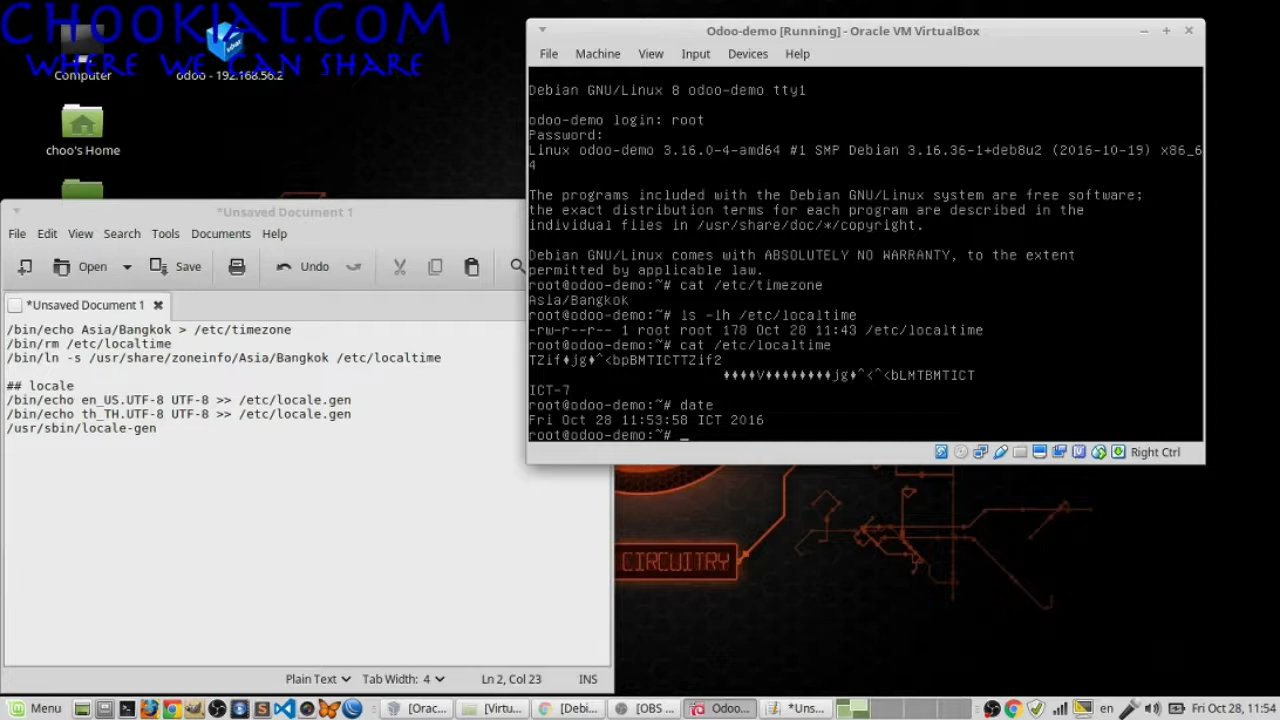 CHOOKIAT.COM
WHERE WE CAN SHARE
Computer
odoo - 192.168.56.2
choo's Home
Odoo-demo [Running] - Oracle VM VirtualBox
File Machine View Input Devices Help
Debian GNU/Linux 8 odoo-demo tty1
odoo-demo login: root
Password:
Linux odoo-demo 3.16.0-4-amd64 #1 SMP Debian 3.16.36-1+deb8u2 (2016-10-19) x86_6
4
The programs included with the Debian GNU/Linux system are free software;
the exact distribution terms for each program are described in the
individual files in /usr/share/doc/*/copyright.
Debian GNU/Linux comes with ABSOLUTELY NO WARRANTY, to the extent
permitted by applicable law.
root@odoo-demo:~# cat /etc/timezone
Asia/Bangkok
root@odoo-demo:~# ls -lh /etc/localtime
-rw-r--r-- 1 root root 178 Oct 28 11:43 /etc/localtime
root@odoo-demo:~# cat /etc/localtime
TZif♦jg♦^<bpBMTICTTZif2
♦♦♦♦V♦♦♦♦♦♦♦♦jg♦^<^<bLMTBMTICT
ICT-7
root@odoo-demo:~# date
Fri Oct 28 11:53:58 ICT 2016
root@odoo-demo:~# _
Right Ctrl
*Unsaved Document 1
File Edit View Search Tools Documents Help
Open Save Undo
*Unsaved Document 1
/bin/echo Asia/Bangkok > /etc/timezone
/bin/rm /etc/localtime
/bin/ln -s /usr/share/zoneinfo/Asia/Bangkok /etc/localtime
## locale
/bin/echo en_US.UTF-8 UTF-8 >> /etc/locale.gen
/bin/echo th_TH.UTF-8 UTF-8 >> /etc/locale.gen
/usr/sbin/locale-gen
Plain Text Tab Width: 4 Ln 2, Col 23 INS
CIRCUITRY
Menu [Orac... [Virtu... [Debi... [OBS ... Odoo... *Uns... en Fri Oct 28, 11:54